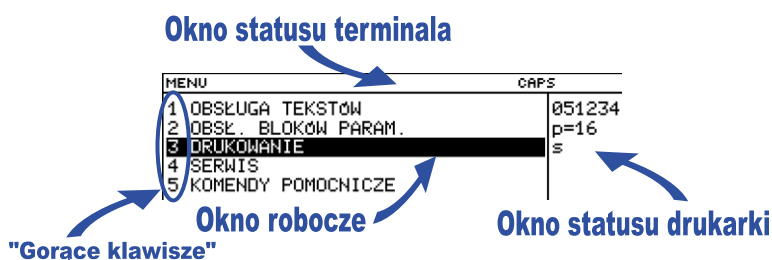 Okno statusu terminala
MENU CAPS
1 OBSŁUGA TEKSTÓW 051234
2 OBSŁ. BLOKÓW PARAM. p=16
3 DRUKOWANIE s
4 SERWIS
5 KOMENDY POMOCNICZE
Okno robocze
Okno statusu drukarki
"Gorące klawisze"